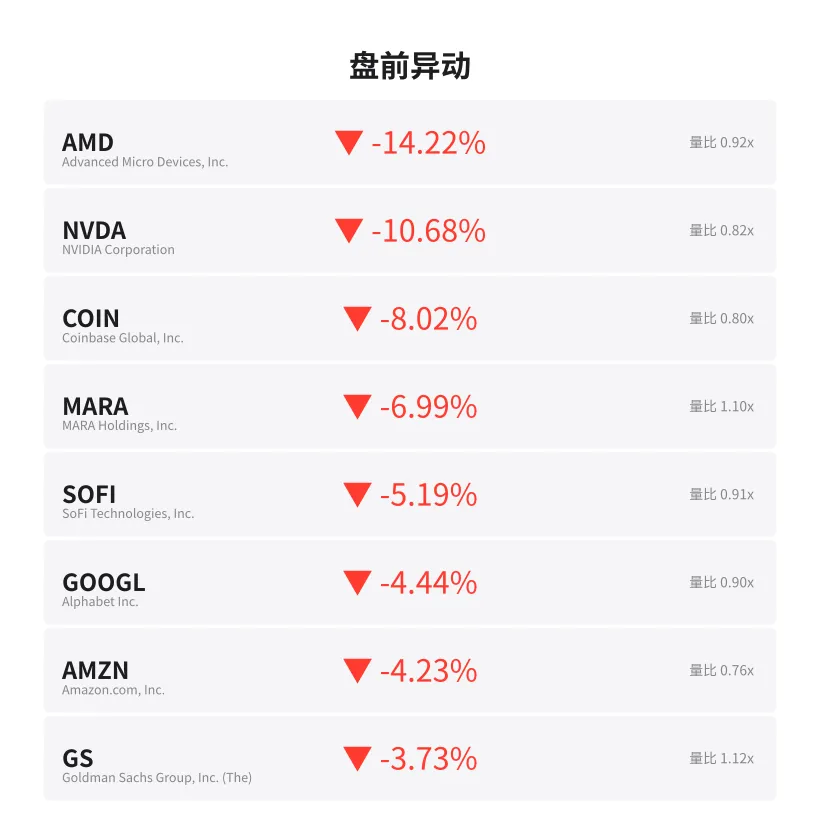 盘前异动
AMD
Advanced Micro Devices, Inc.
▼ -14.22%
量比 0.92x
NVDA
NVIDIA Corporation
▼ -10.68%
量比 0.82x
COIN
Coinbase Global, Inc.
▼ -8.02%
量比 0.80x
MARA
MARA Holdings, Inc.
▼ -6.99%
量比 1.10x
SOFI
SoFi Technologies, Inc.
▼ -5.19%
量比 0.91x
GOOGL
Alphabet Inc.
▼ -4.44%
量比 0.90x
AMZN
Amazon.com, Inc.
▼ -4.23%
量比 0.76x
GS
Goldman Sachs Group, Inc. (The)
▼ -3.73%
量比 1.12x